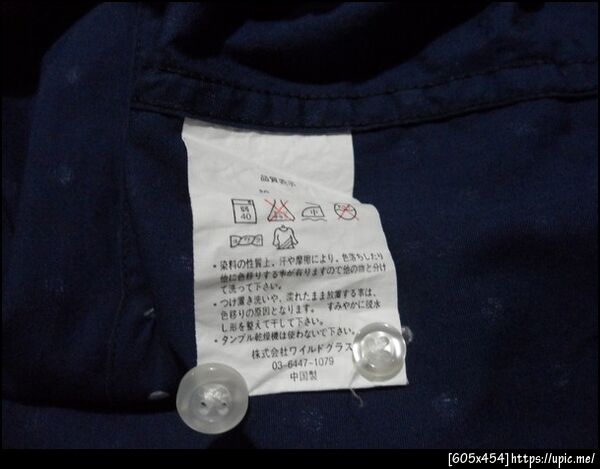 品質表示
弱
40
中
・染料の性質上、汗や摩擦により、色落ちしたり
他に色移りする事がありますので他の物と分け
て洗って下さい。
・つけ置き洗いや、濡れたまま放置する事は、
色移りの原因となります。 すみやかに浸水
し形を整えて干して下さい。
・タンブル乾燥機は使わないで下さい。
株式会社ワイルドグラス
03-6447-1079
中国製
[605x454]https://upic.me/